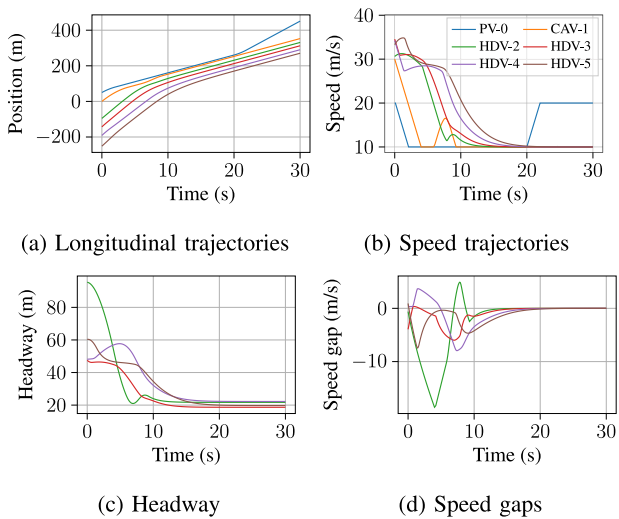 Position (m)
400
200
0
−200
0
10
20
30
Time (s)
(a) Longitudinal trajectories
Speed (m/s)
40
30
20
10
PV-0
CAV-1
HDV-2
HDV-3
HDV-4
HDV-5
0
10
20
30
Time (s)
(b) Speed trajectories
Headway (m)
80
60
40
20
0
10
20
30
Time (s)
(c) Headway
Speed gap (m/s)
0
−10
0
10
20
30
Time (s)
(d) Speed gaps